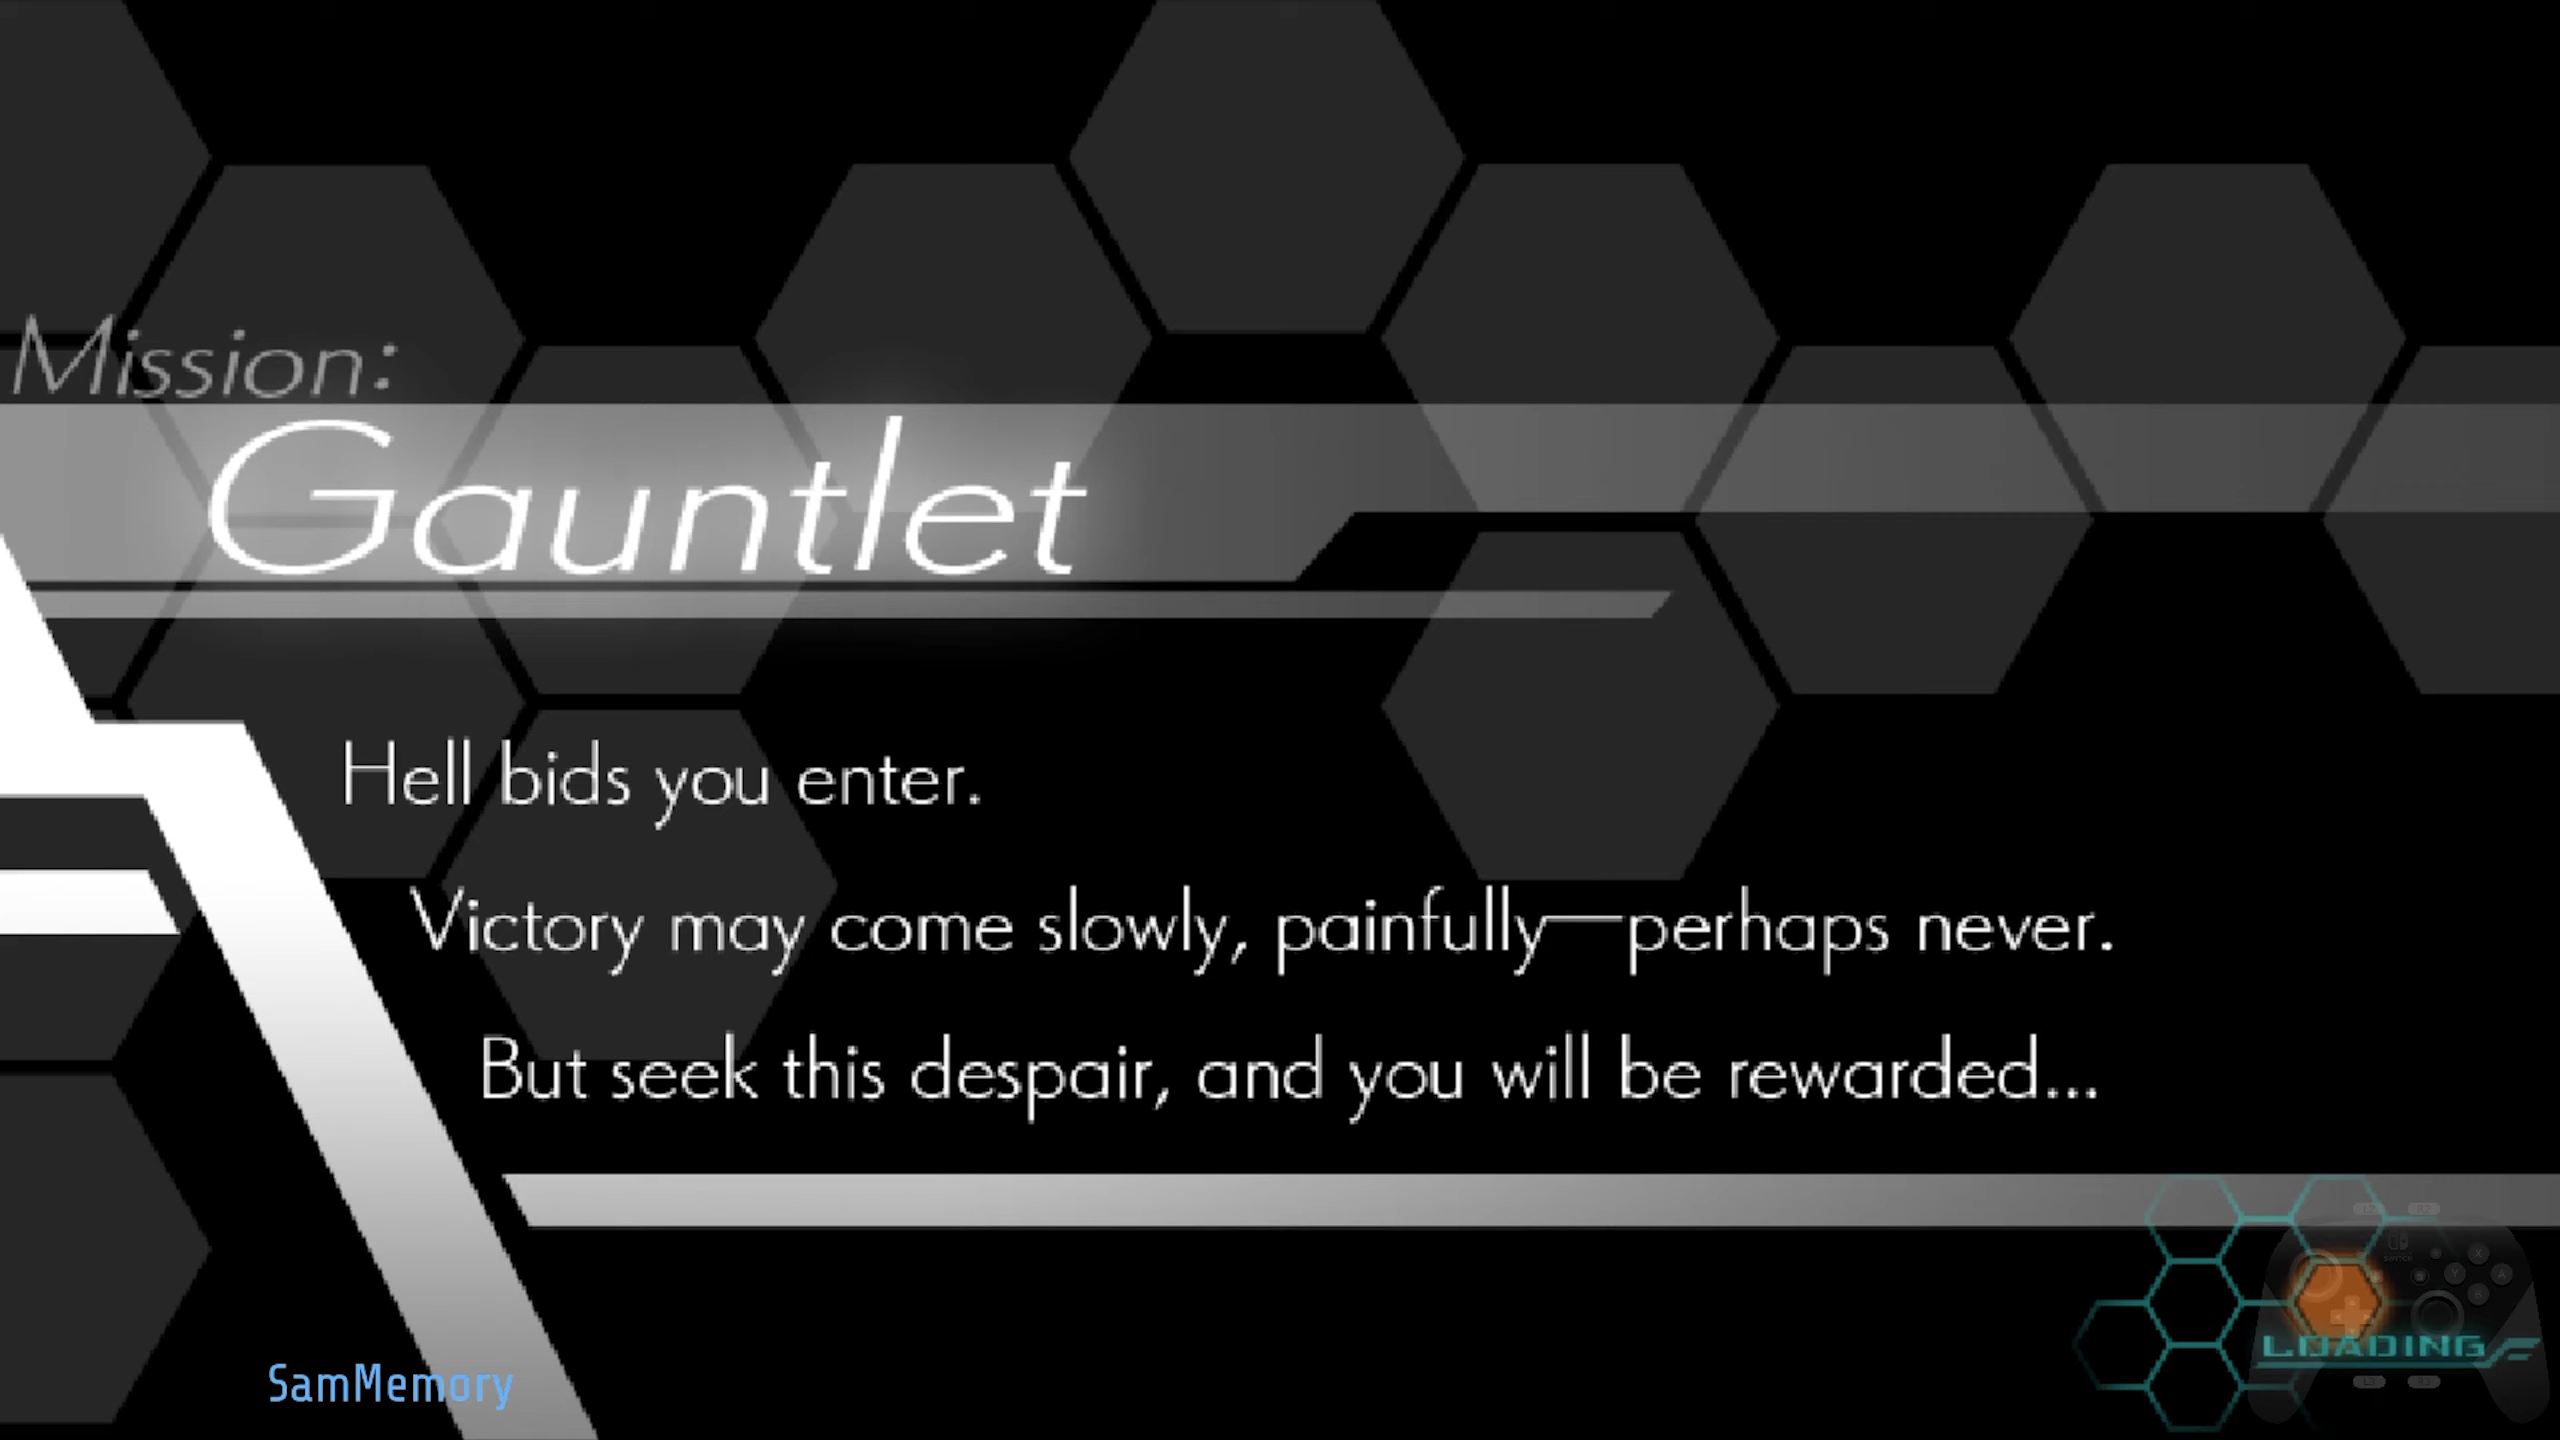 Mission:
Gauntlet
Hell bids you enter.
Victory may come slowly, painfully—perhaps never.
But seek this despair, and you will be rewarded...
LOADING
SamMemory